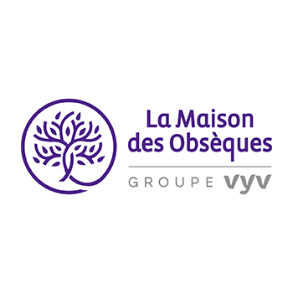 La Maison
des Obsèques
GROUPE vyv